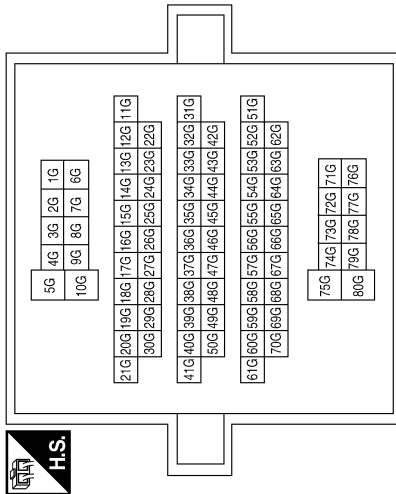 H.S.
5G 4G 3G 2G 1G
10G 9G 8G 7G 6G
21G 20G 19G 18G 17G 16G 15G 14G 13G 12G 11G
30G 29G 28G 27G 26G 25G 24G 23G 22G
41G 40G 39G 38G 37G 36G 35G 34G 33G 32G 31G
50G 49G 48G 47G 46G 45G 44G 43G 42G
61G 60G 59G 58G 57G 56G 55G 54G 53G 52G 51G
70G 69G 68G 67G 66G 65G 64G 63G 62G
75G 74G 73G 72G 71G
80G 79G 78G 77G 76G